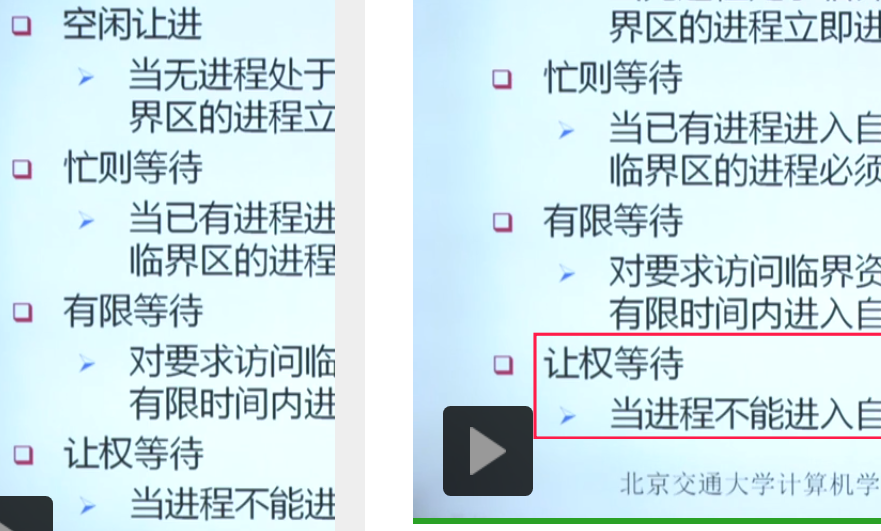 空闲让进
当无进程处于
界区的进程立
忙则等待
当已有进程进
临界区的进程
有限等待
对要求访问临
有限时间内进
让权等待
当进程不能进
界区的进程立即进
忙则等待
当已有进程进入自
临界区的进程必须
有限等待
对要求访问临界资
有限时间内进入自
让权等待
当进程不能进入自
北京交通大学计算机学